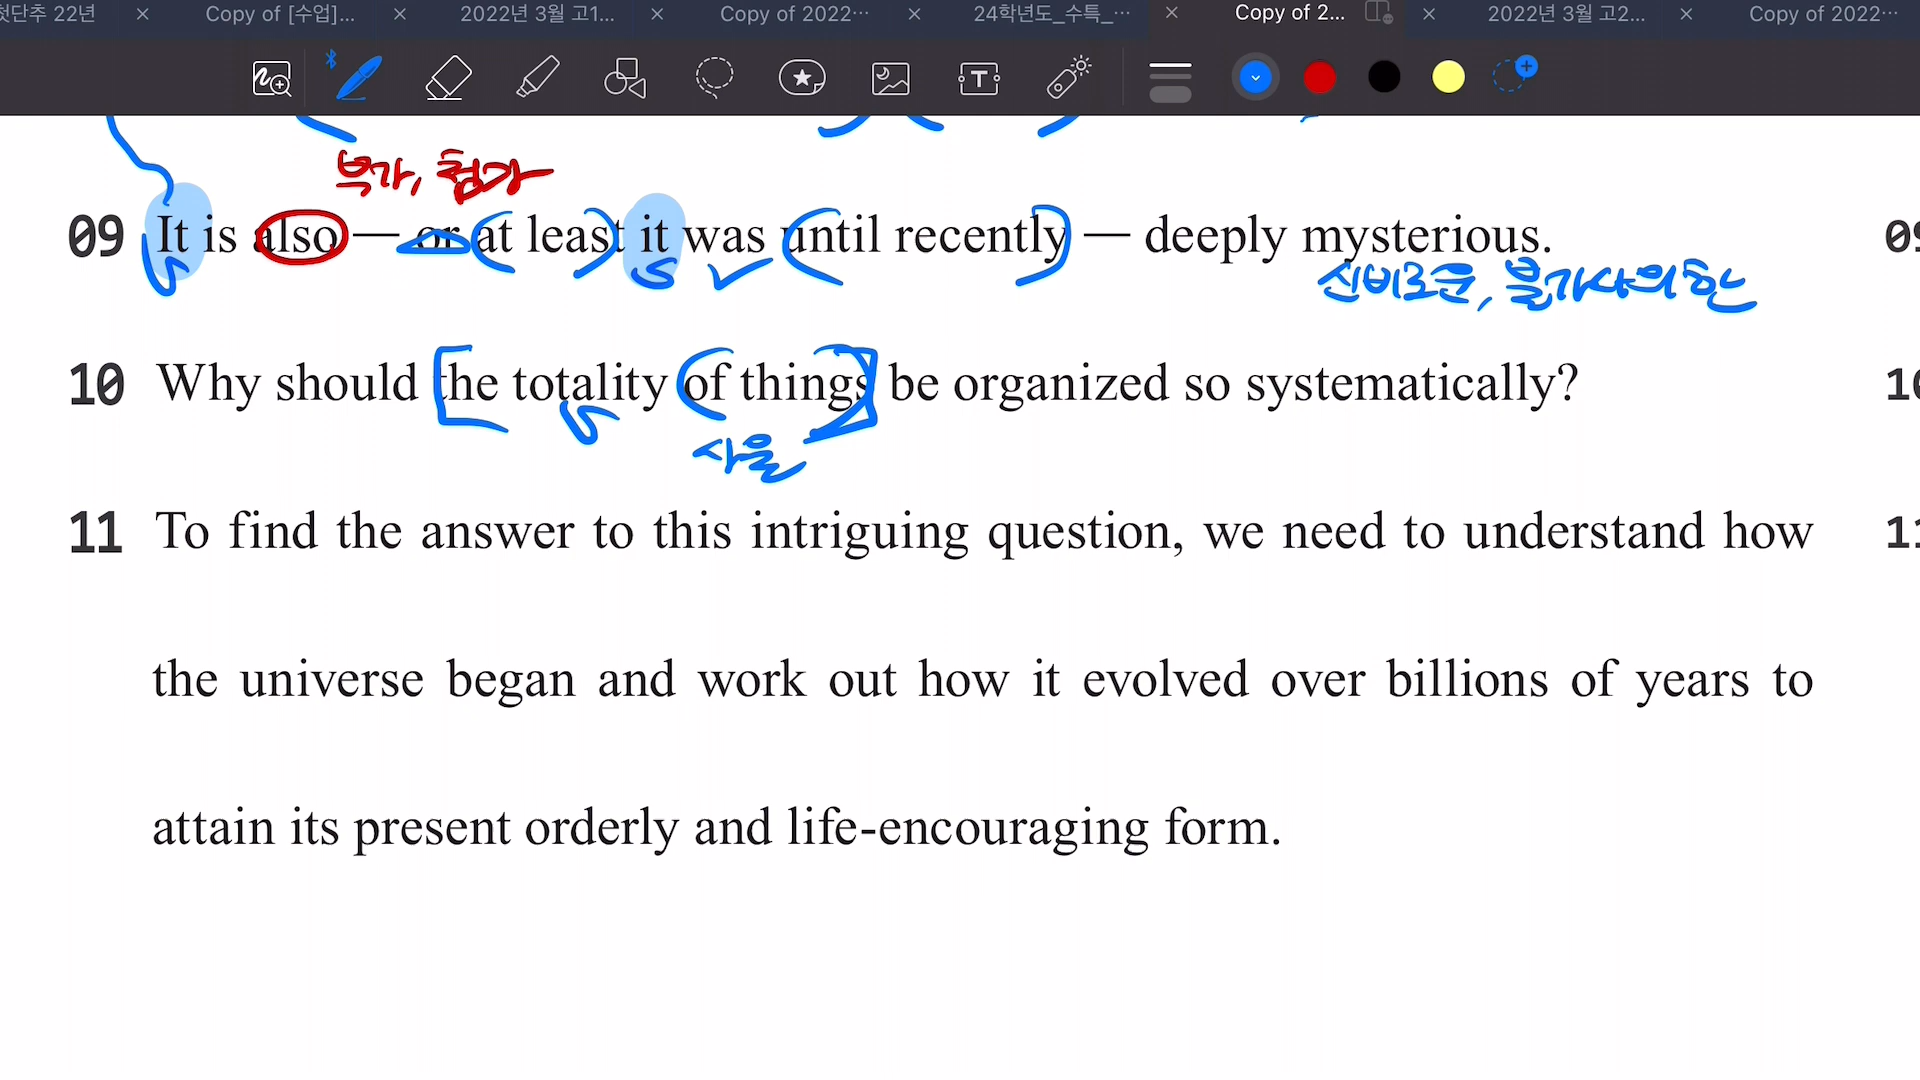 첫단추 22년 Copy of [수업]... 2022년 3월 고1... Copy of 2022... 24학년도_수특_... Copy of 2... 2022년 3월 고2... Copy of 2022...
부가, 첨가
09 It is also — or at least it was until recently — deeply mysterious.
신비로운, 불가사의한
10 Why should the totality of things be organized so systematically?
사물
11 To find the answer to this intriguing question, we need to understand how
the universe began and work out how it evolved over billions of years to
attain its present orderly and life-encouraging form.
09
10
11